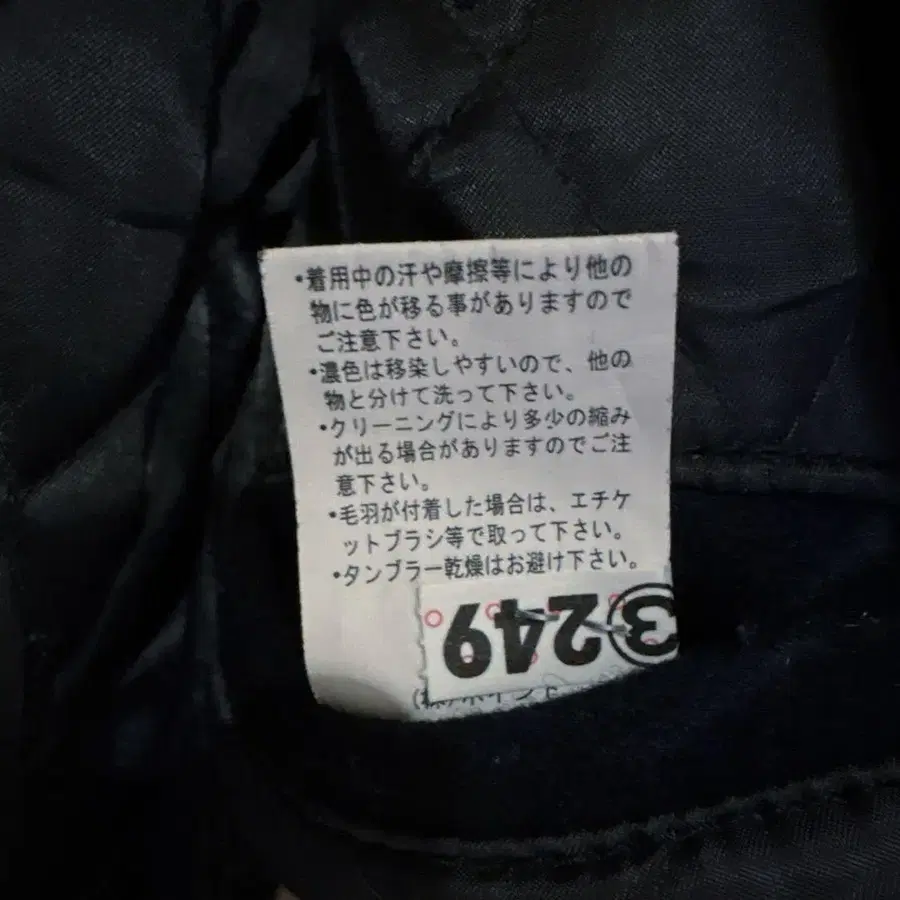 ・着用中の汗や摩擦等により他の
物に色が移る事がありますので
ご注意下さい。
・濃色は移染しやすいので、他の
物と分けて洗って下さい。
・クリーニングにより多少の縮み
が出る場合がありますのでご注
意下さい。
・毛羽が付着した場合は、エチケ
ットブラシ等で取って下さい。
・タンブラー乾燥はお避け下さい。
③249